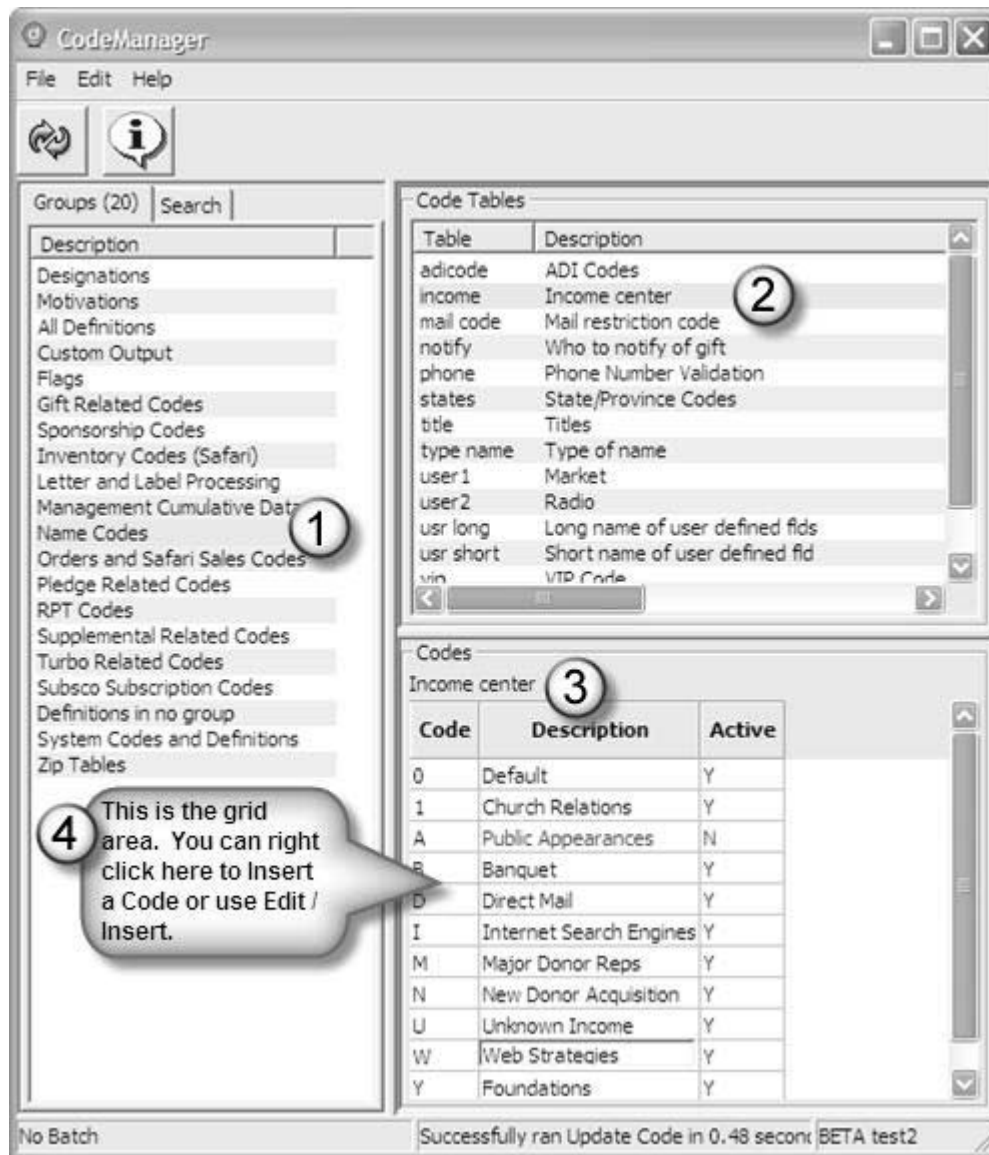 CodeManager
File Edit Help
Groups (20) Search
Description
Designations
Motivations
All Definitions
Custom Output
Flags
Gift Related Codes
Sponsorship Codes
Inventory Codes (Safari)
Letter and Label Processing
Management Cumulative Data
Name Codes
Orders and Safari Sales Codes
Pledge Related Codes
RPT Codes
Supplemental Related Codes
Turbo Related Codes
Subsco Subscription Codes
Definitions in no group
System Codes and Definitions
Zip Tables
1
4
This is the grid
area. You can right
click here to Insert
a Code or use Edit /
Insert.
Code Tables
Table Description
adicode ADI Codes
income Income center
mail code Mail restriction code
notify Who to notify of gift
phone Phone Number Validation
states State/Province Codes
title Titles
type name Type of name
user1 Market
user2 Radio
usr long Long name of user defined flds
usr short Short name of user defined fld
vip VIP Code
2
Codes
Income center
3
Code Description Active
0 Default Y
1 Church Relations Y
A Public Appearances N
B Banquet Y
D Direct Mail Y
I Internet Search Engines Y
M Major Donor Reps Y
N New Donor Acquisition Y
U Unknown Income Y
W Web Strategies Y
Y Foundations Y
No Batch
Successfully ran Update Code in 0.48 secon
BETA test2